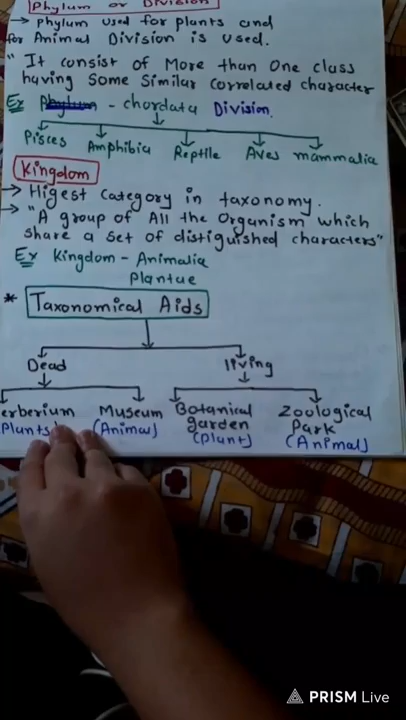 Phylum or Division
→ Phylum used for plants and
for Animal Division is used.
" It consist of More than One class
having Some Similar Correlated character
Ex Phylum - chordata Division.
Pisces Amphibia Reptile Aves mammalia
Kingdom
→ Higest Category in taxonomy.
→ "A group of All the Organism which
share a set of distiguished characters"
Ex Kingdom - Animalia
Plantae
* Taxonomical Aids
Dead living
erberium Museum Botanical Zoological
garden Park
(Plants) (Animal) (Plant) (Animal)
PRISM Live